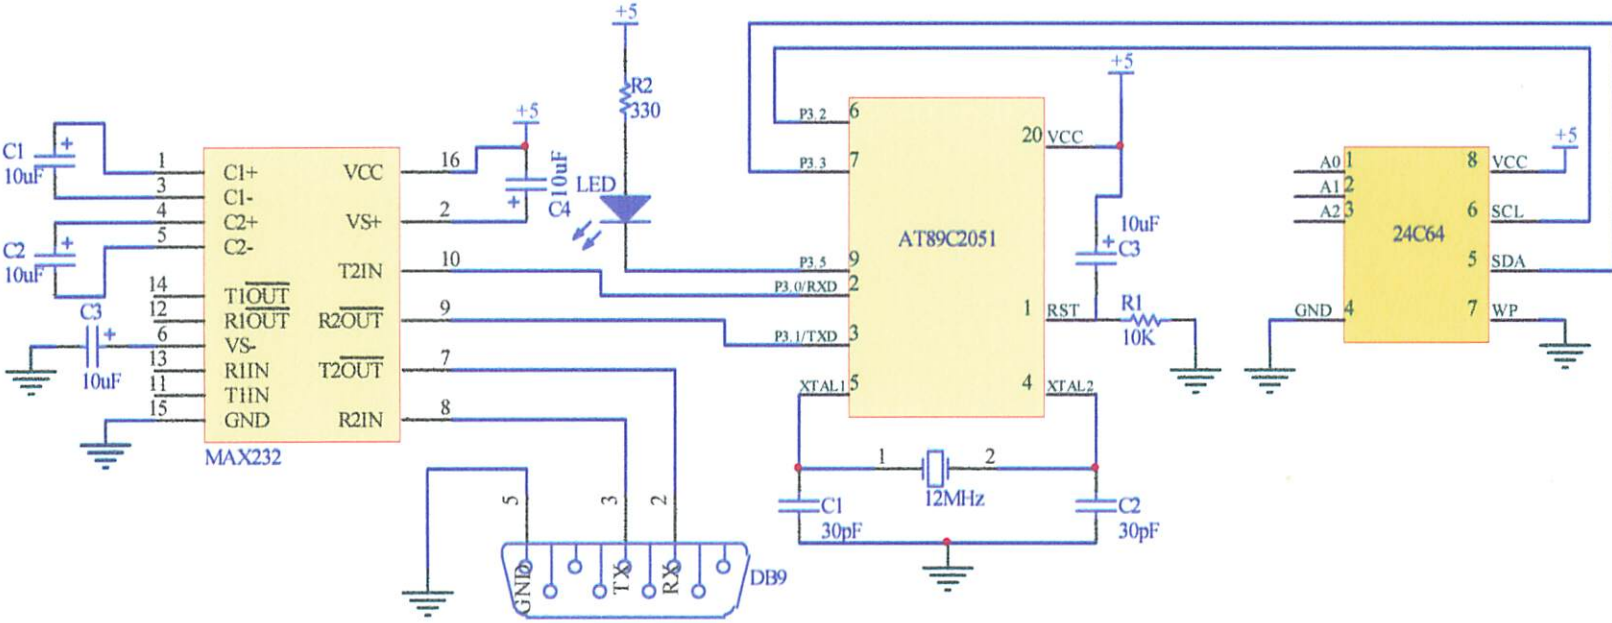 C1
10uF
C2
10uF
C3
10uF
1
3
4
5
14
12
6
13
11
15
C1+
C1-
C2+
C2-
T1OUT
R1OUT
VS-
R1IN
T1IN
GND
VCC
VS+
T2IN
R2OUT
T2OUT
R2IN
16
2
10
9
7
8
MAX232
+5
10uF
C4
+5
R2
330
LED
5
3
2
GND
TX
RX
DB9
P3.2
P3.3
P3.5
P3.0/RXD
P3.1/TXD
XTAL1
6
7
9
2
3
5
AT89C2051
20
1
4
VCC
RST
XTAL2
+5
10uF
C3
R1
10K
1
2
12MHz
C1
30pF
C2
30pF
A0
A1
A2
GND
1
2
3
4
24C64
8
6
5
7
VCC
SCL
SDA
WP
+5
+
+
+
+
+